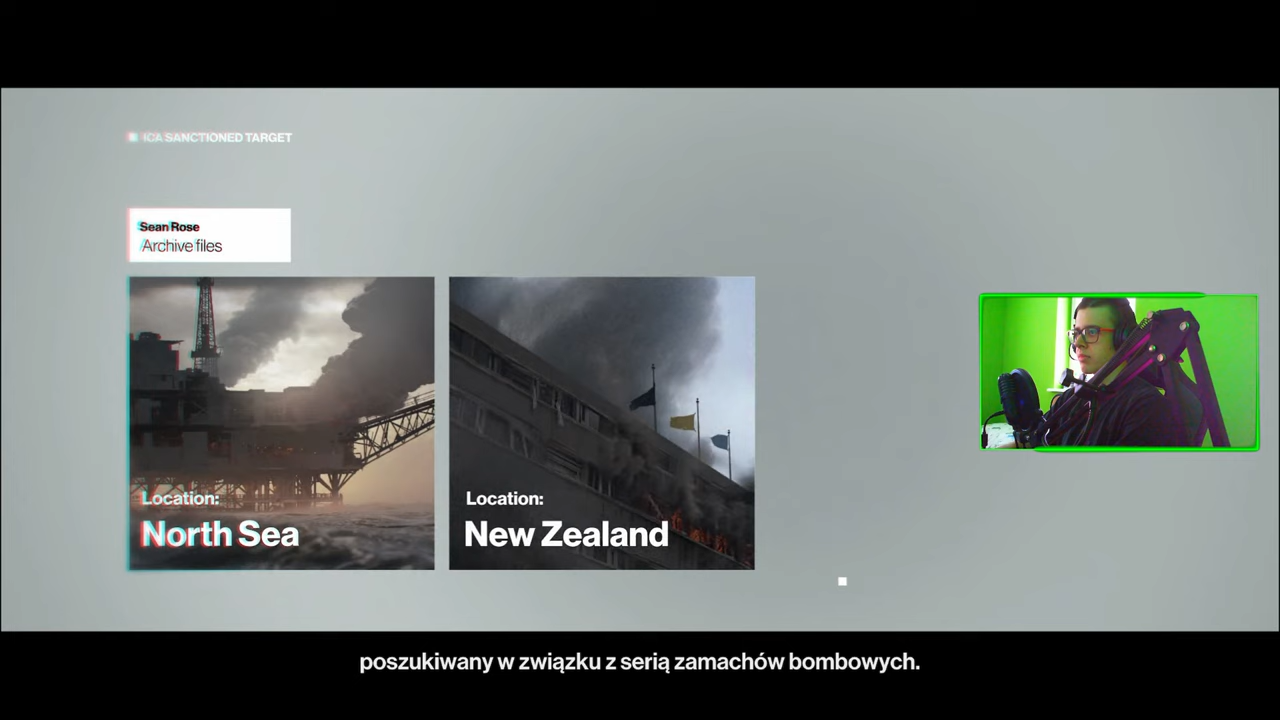 ICA SANCTIONED TARGET
Sean Rose
Archive files
Location:
North Sea
Location:
New Zealand
poszukiwany w związku z serią zamachów bombowych.